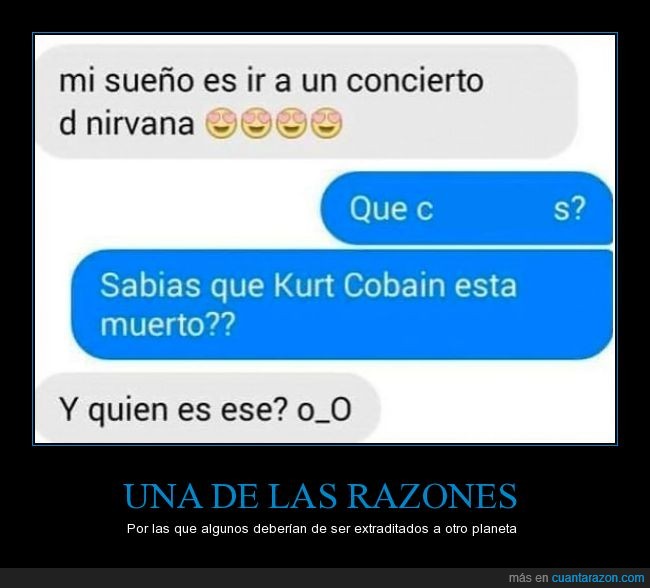 mi sueño es ir a un concierto
d nirvana 😍😍😍😍
Que c s?
Sabias que Kurt Cobain esta
muerto??
Y quien es ese? o_O
UNA DE LAS RAZONES
Por las que algunos deberían de ser extraditados a otro planeta
más en cuantarazon.com